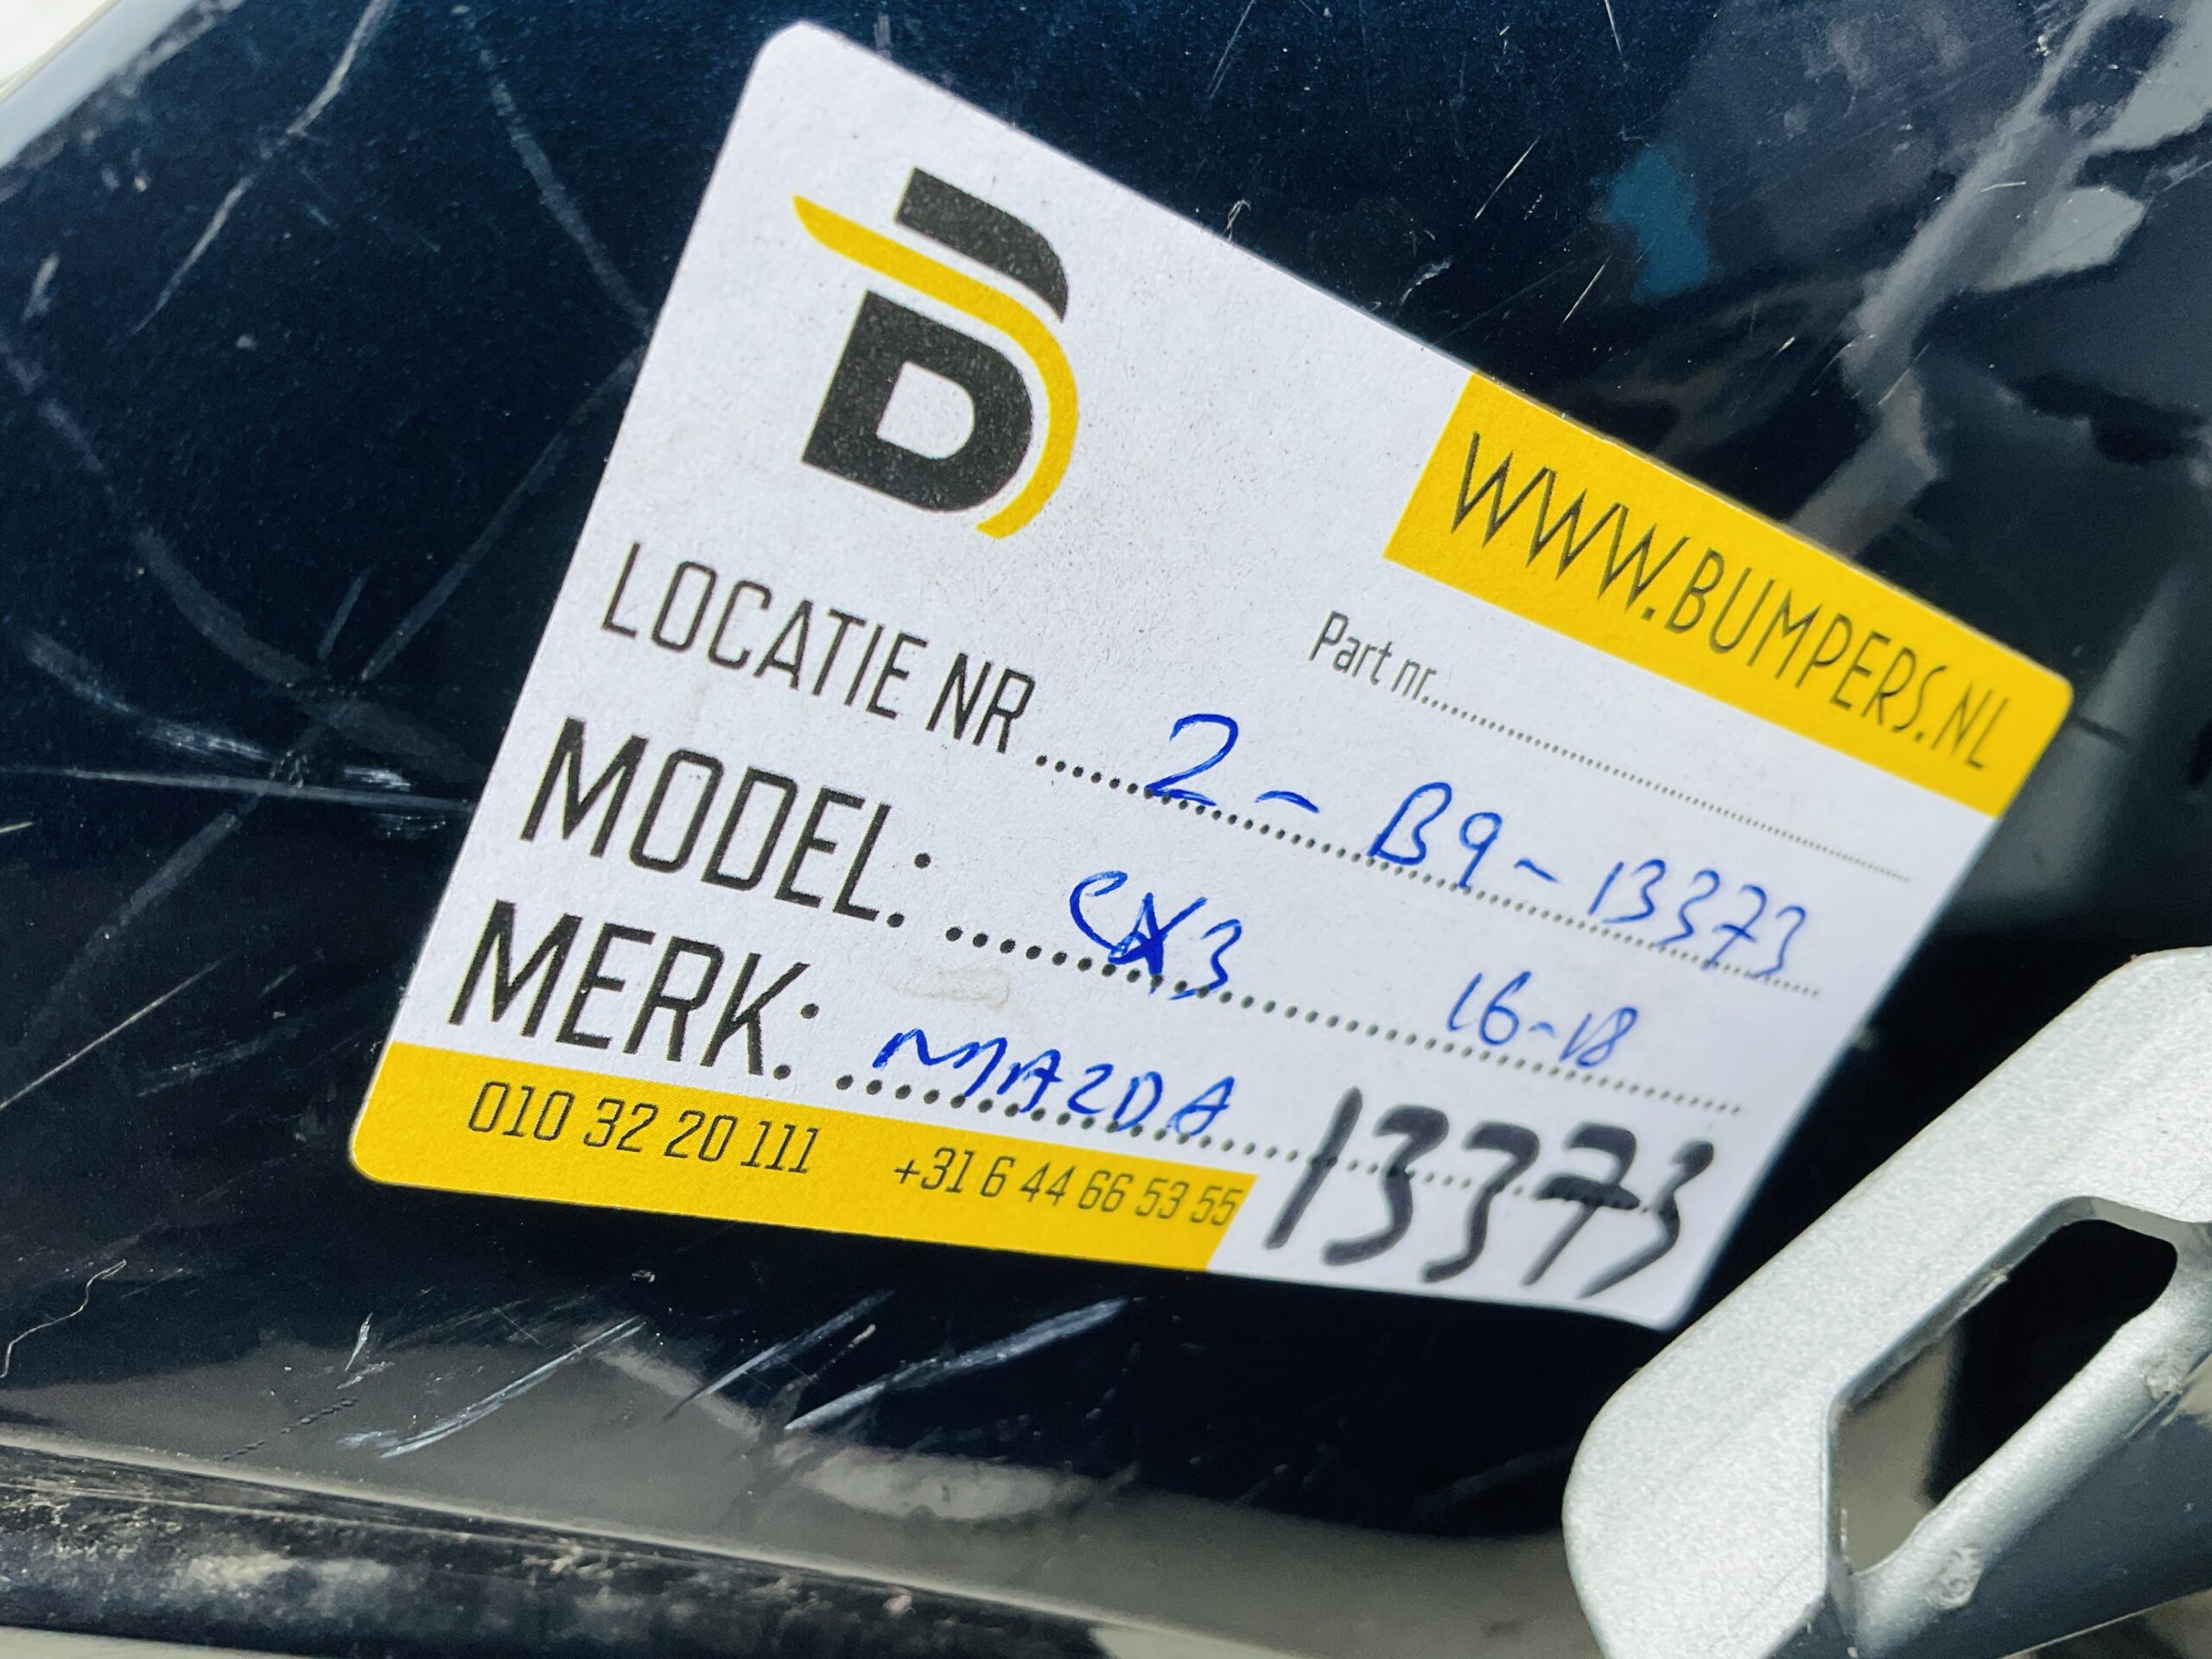 B
WWW.BUMPERS.NL
Part nr..........
LOCATIE NR ..... 2 - B9 - 13373
MODEL: ..... CX3 16-18
MERK: ..... MAZDA
13373
010 32 20 111 +31 6 44 66 53 55